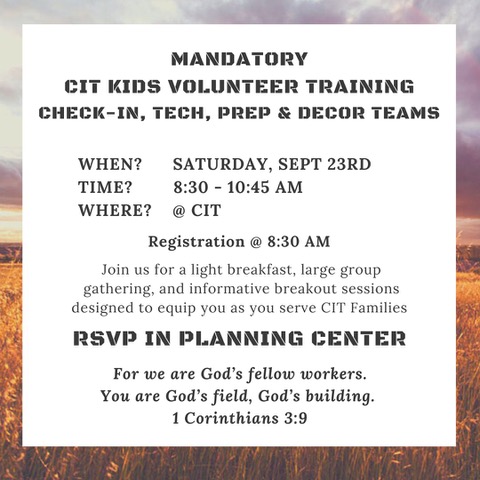 MANDATORY
CIT KIDS VOLUNTEER TRAINING
CHECK-IN, TECH, PREP & DECOR TEAMS
WHEN? SATURDAY, SEPT 23RD
TIME? 8:30 - 10:45 AM
WHERE? @ CIT
Registration @ 8:30 AM
Join us for a light breakfast, large group
gathering, and informative breakout sessions
designed to equip you as you serve CIT Families
RSVP IN PLANNING CENTER
For we are God's fellow workers.
You are God's field, God's building.
1 Corinthians 3:9